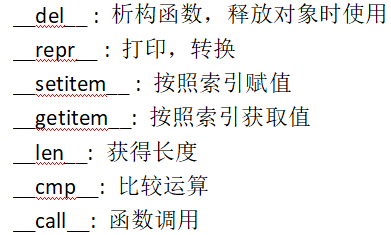 __del__ : 析构函数，释放对象时使用
__repr__ : 打印，转换
__setitem__ : 按照索引赋值
__getitem__: 按照索引获取值
__len__: 获得长度
__cmp__: 比较运算
__call__: 函数调用